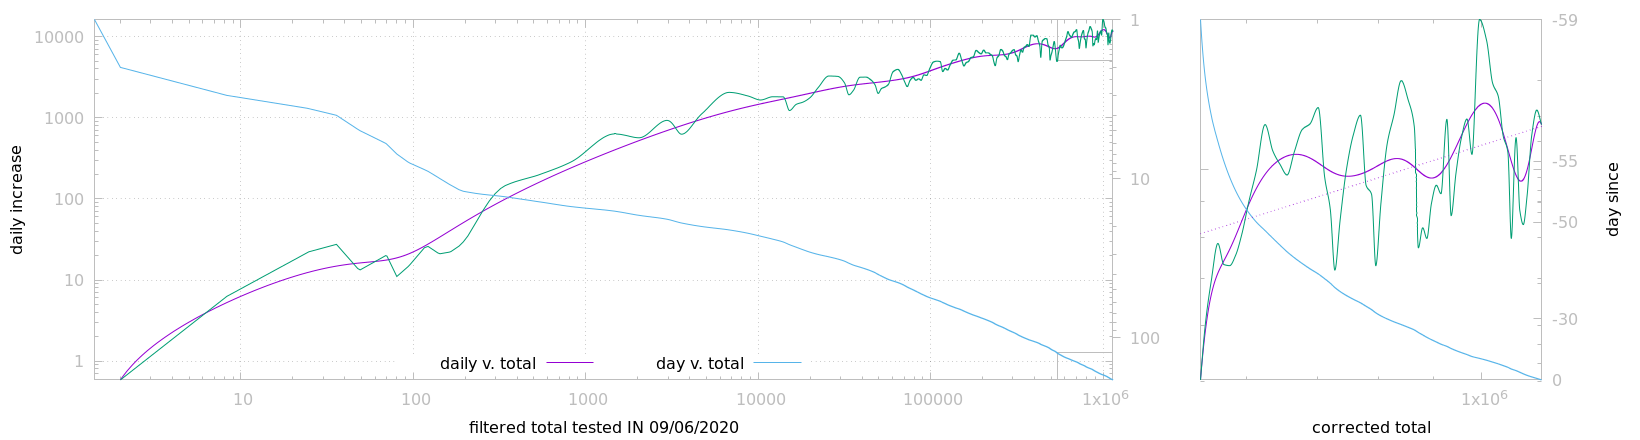 10000
1000
100
10
1
daily increase
10
100
1000
10000
100000
1x10^6
filtered total tested IN 09/06/2020
daily v. total
day v. total
1
10
100
-59
-55
-50
-30
0
day since
1x10^6
corrected total